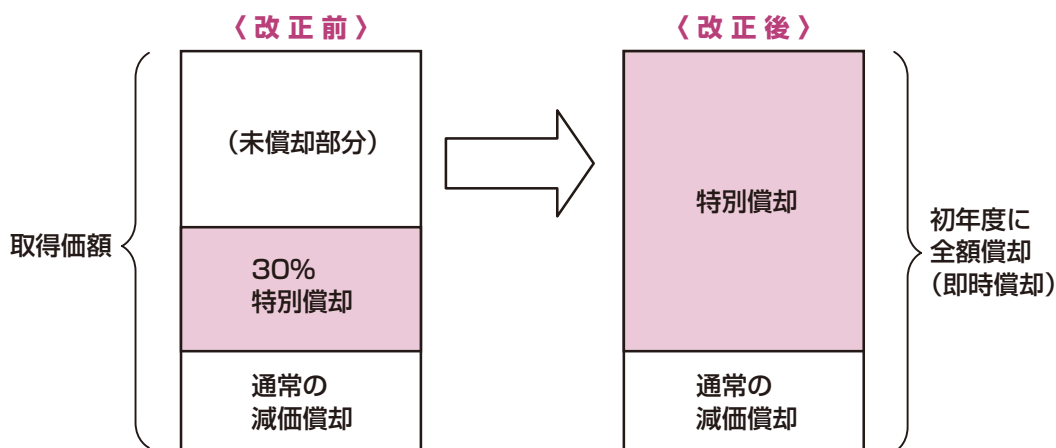 〈改正前〉
取得価額
(未償却部分)
30%
特別償却
通常の
減価償却
〈改正後〉
特別償却
通常の
減価償却
初年度に
全額償却
(即時償却)